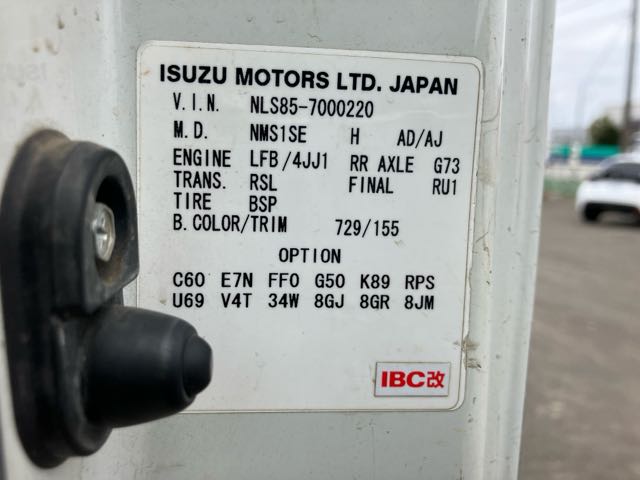 ISUZU MOTORS LTD. JAPAN
V.I.N. NLS85-7000220
M.D. NMS1SE H AD/AJ
ENGINE LFB/4JJ1 RR AXLE G73
TRANS. RSL FINAL RU1
TIRE BSP
B.COLOR/TRIM 729/155
OPTION
C60 E7N FF0 G50 K89 RPS
U69 V4T 34W 8GJ 8GR 8JM
IBC改